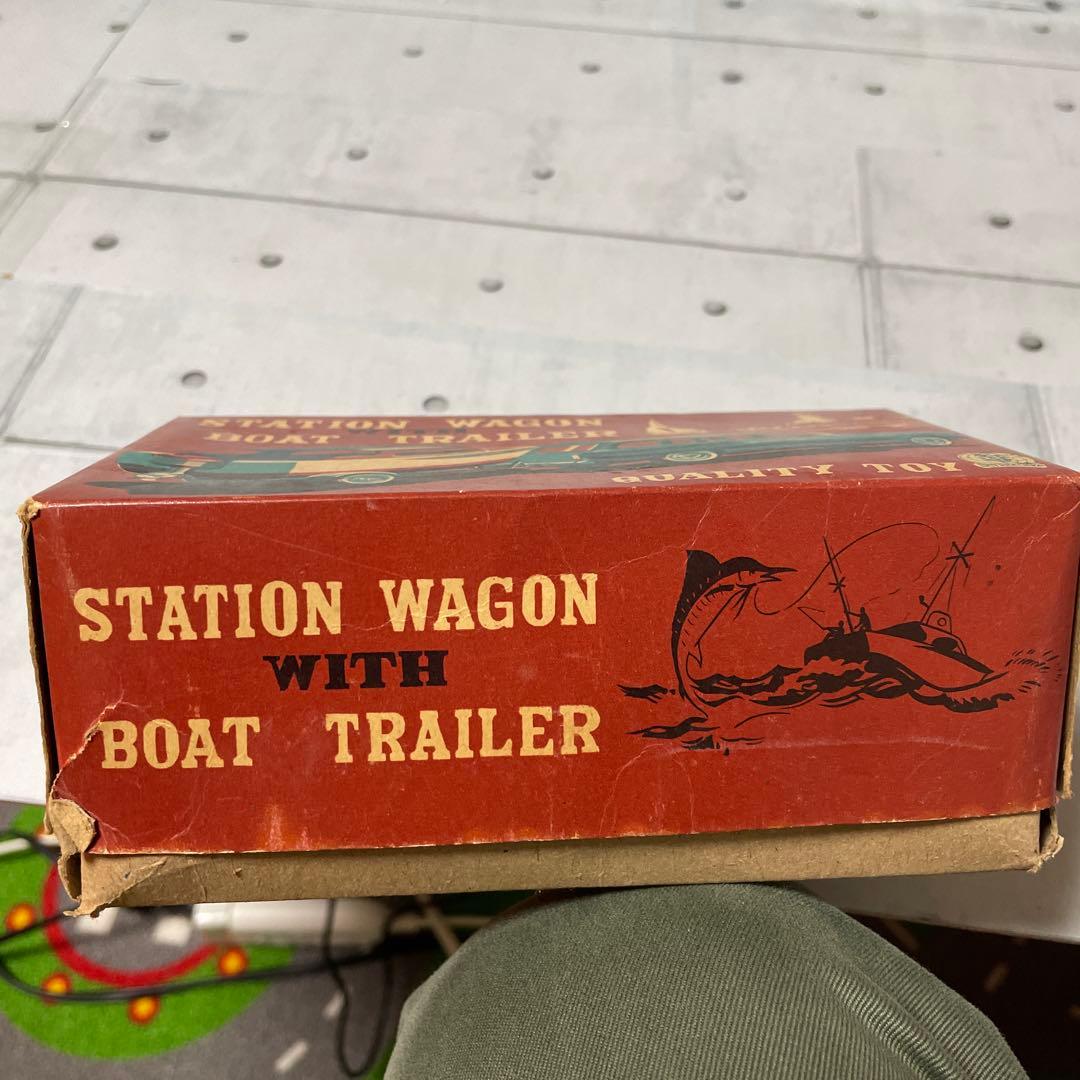 STATION WAGON
BOAT TRAILER
QUALITY TOY
STATION WAGON
WITH
BOAT TRAILER